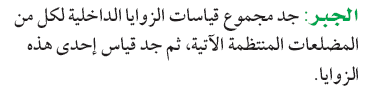 الجبر: جد مجموع قياسات الزوايا الداخلية لكل من
المضلعات المنتظمة الآتية، ثم جد قياس إحدى هذه
الزوايا.